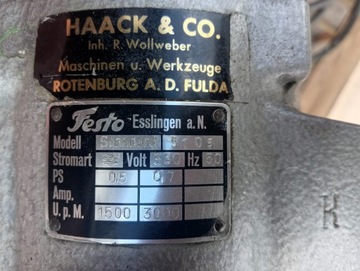 HAACK & CO.
Inh. R. Wollweber
Maschinen u. Werkzeuge
ROTENBURG A. D. FULDA
Festo Esslingen a. N.
Modell
Stromart Volt Hz 50
PS 0,5 0,7
Amp.
U. p. M. 1500 3000
K